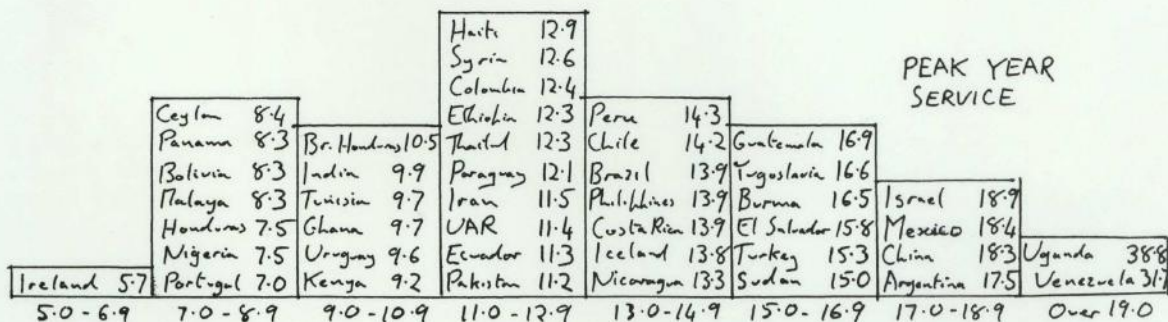 PEAK YEAR
SERVICE
Ireland 5.7
5.0 - 6.9
Ceylon 8.4
Panama 8.3
Bolivia 8.3
Malaya 8.3
Honduras 7.5
Nigeria 7.5
Portugal 7.0
7.0 - 8.9
Br. Honduras 10.5
India 9.9
Tunisia 9.7
Ghana 9.7
Uruguay 9.6
Kenya 9.2
9.0 - 10.9
Haiti 12.9
Syria 12.6
Colombia 12.4
Ethiopia 12.3
Thailand 12.3
Paraguay 12.1
Iran 11.5
UAR 11.4
Ecuador 11.3
Pakistan 11.2
11.0 - 12.9
Peru 14.3
Chile 14.2
Brazil 13.9
Philippines 13.9
Costa Rica 13.9
Iceland 13.8
Nicaragua 13.3
13.0 - 14.9
Guatemala 16.9
Yugoslavia 16.6
Burma 16.5
El Salvador 15.8
Turkey 15.3
Sudan 15.0
15.0 - 16.9
Israel 18.9
Mexico 18.4
China 18.3
Argentina 17.5
17.0 - 18.9
Uganda 38.8
Venezuela 31.7
Over 19.0